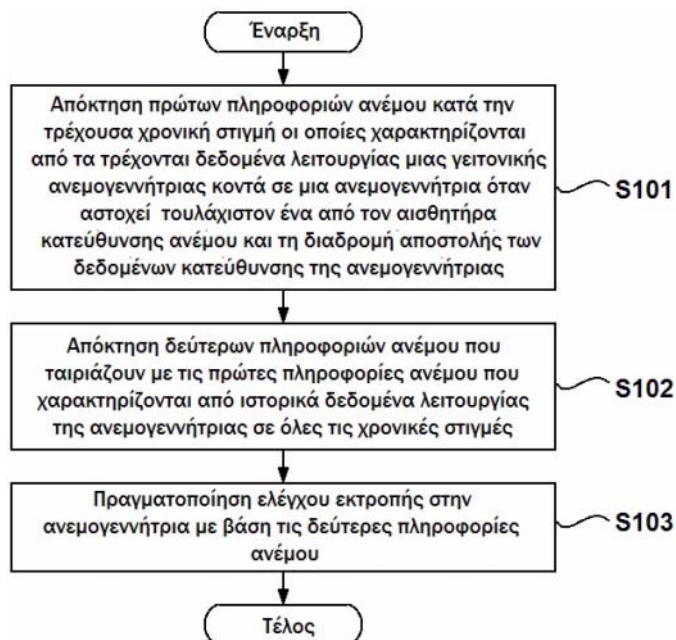 Έναρξη
Απόκτηση πρώτων πληροφοριών ανέμου κατά την
τρέχουσα χρονική στιγμή οι οποίες χαρακτηρίζονται
από τα τρέχονται δεδομένα λειτουργίας μιας γειτονικής
ανεμογεννήτριας κοντά σε μια ανεμογεννήτρια όταν
αστοχεί τουλάχιστον ένα από τον αισθητήρα
κατεύθυνσης ανέμου και τη διαδρομή αποστολής των
δεδομένων κατεύθυνσης της ανεμογεννήτριας
S101
Απόκτηση δεύτερων πληροφοριών ανέμου που
ταιριάζουν με τις πρώτες πληροφορίες ανέμου που
χαρακτηρίζονται από ιστορικά δεδομένα λειτουργίας
της ανεμογεννήτριας σε όλες τις χρονικές στιγμές
S102
Πραγματοποίηση ελέγχου εκτροπής στην
ανεμογεννήτρια με βάση τις δεύτερες πληροφορίες
ανέμου
S103
Τέλος